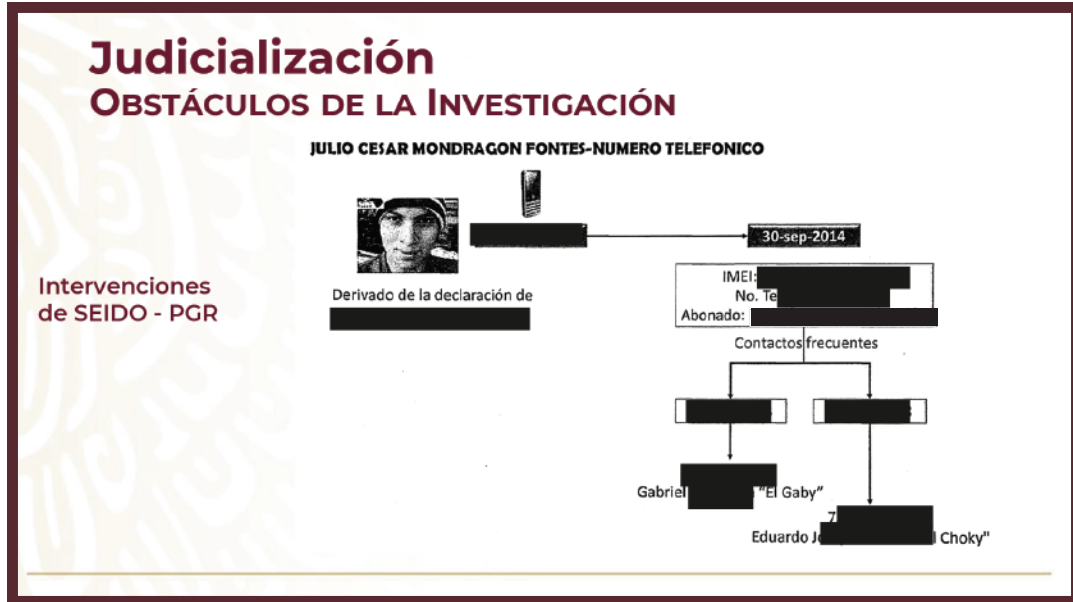 Judicialización
OBSTÁCULOS DE LA INVESTIGACIÓN
JULIO CESAR MONDRAGON FONTES-NUMERO TELEFONICO
30-sep-2014
Intervenciones
de SEIDO - PGR
Derivado de la declaración de
IMEI:
No. Te
Abonado:
Contactos frecuentes
Gabriel "El Gaby"
7
Eduardo Jo l Choky"